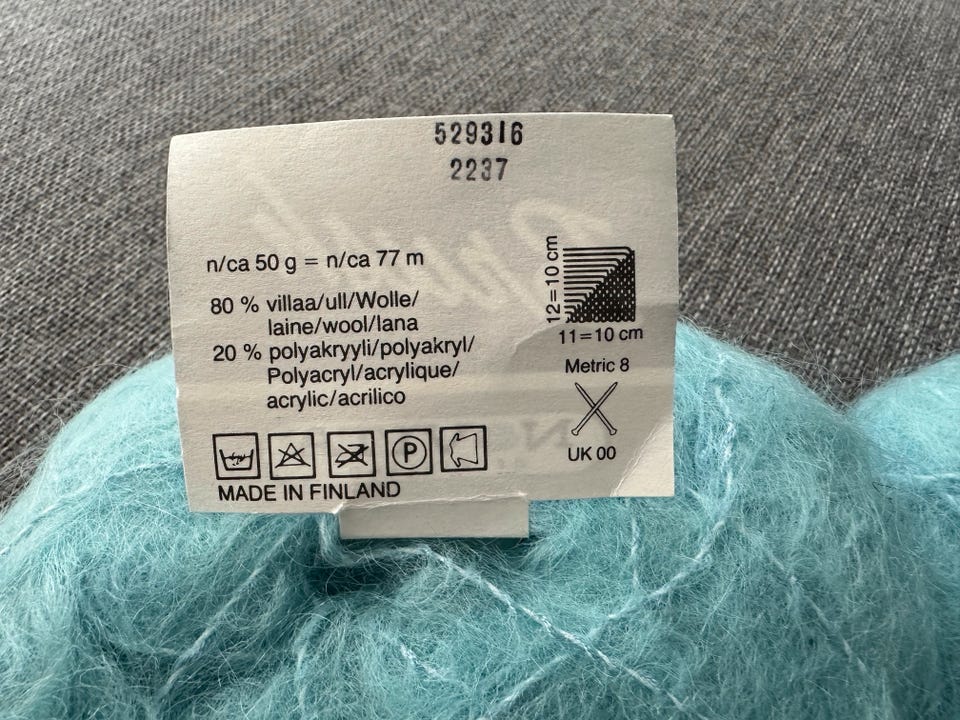 529316
2237
n/ca 50 g = n/ca 77 m
80 % villaa/ull/Wolle/
laine/wool/lana
20 % polyakryyli/polyakryl/
Polyacryl/acrylique/
acrylic/acrilico
P
MADE IN FINLAND
12=10 cm
11=10 cm
Metric 8
UK 00